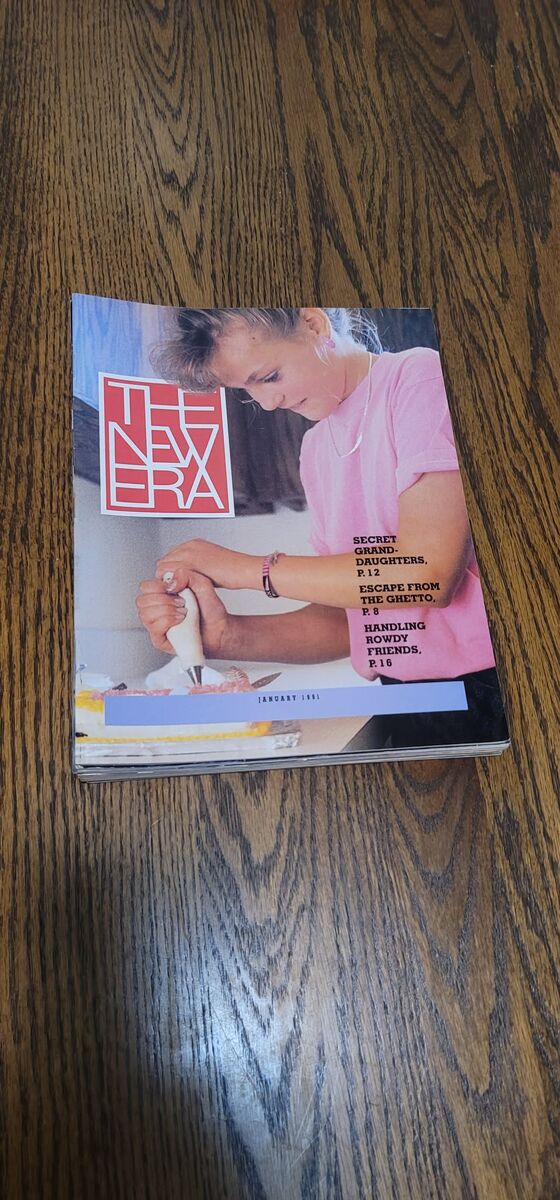 THE
NEW
ERA
SECRET
GRAND-
DAUGHTERS,
P. 12
ESCAPE FROM
THE GHETTO,
P. 8
HANDLING
ROWDY
FRIENDS,
P. 16
JANUARY 1991